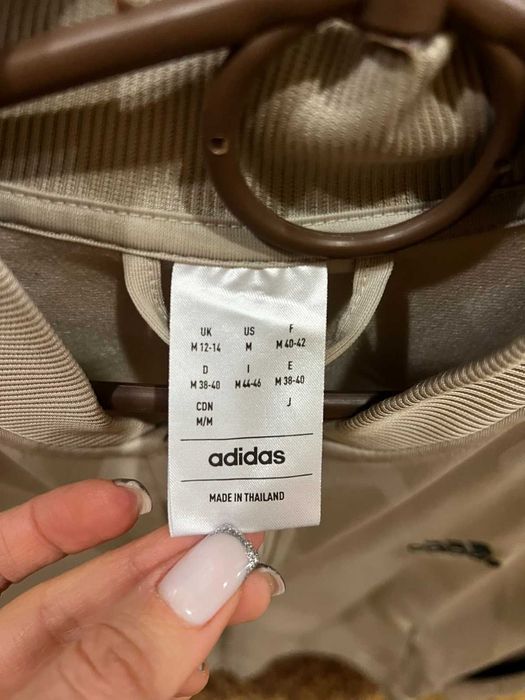 UK US F
M 12-14 M M 40-42
D I E
M 38-40 M 44-46 M 38-40
CDN J
M/M
adidas
MADE IN THAILAND